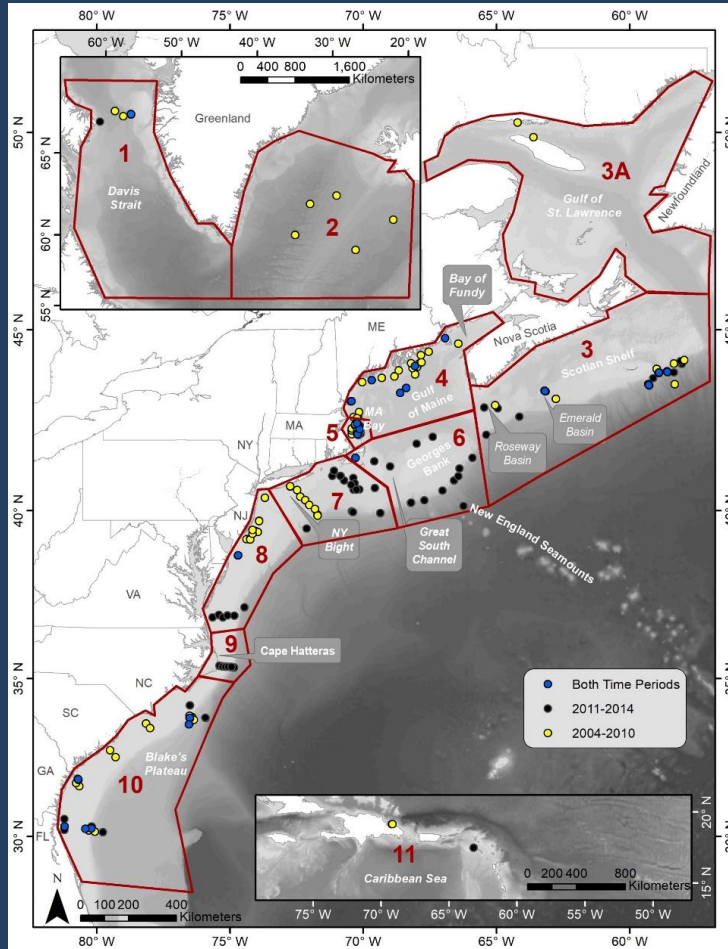 80° W 75° W 70° W 65° W 60° W
60° W 50° W 40° W 30° W 20° W
0 400 800 1,600
Kilometers
Greenland
50° N
65° N
60° N
55° N
1
Davis
Strait
2
3A
Gulf of
St. Lawrence
Newfoundland
Bay of
Fundy
ME
Nova Scotia
45° N
3
Scotian Shelf
4
Gulf
of Maine
MA
Bay
5
MA
NY
6
Georges
Bank
Emerald
Basin
Roseway
Basin
40° N
7
NJ
NY
Bight
Great
South
Channel
New England Seamounts
8
VA
9
Cape Hatteras
35° N
NC
SC
Both Time Periods
2011-2014
2004-2010
Blake's
Plateau
GA
10
30° N
FL
11
Caribbean Sea
20° N
15° N
0 200 400 800
Kilometers
75° W 70° W 65° W 60° W
N
0 100 200 400
Kilometers
80° W 75° W 70° W 65° W 60° W 55° W 50° W